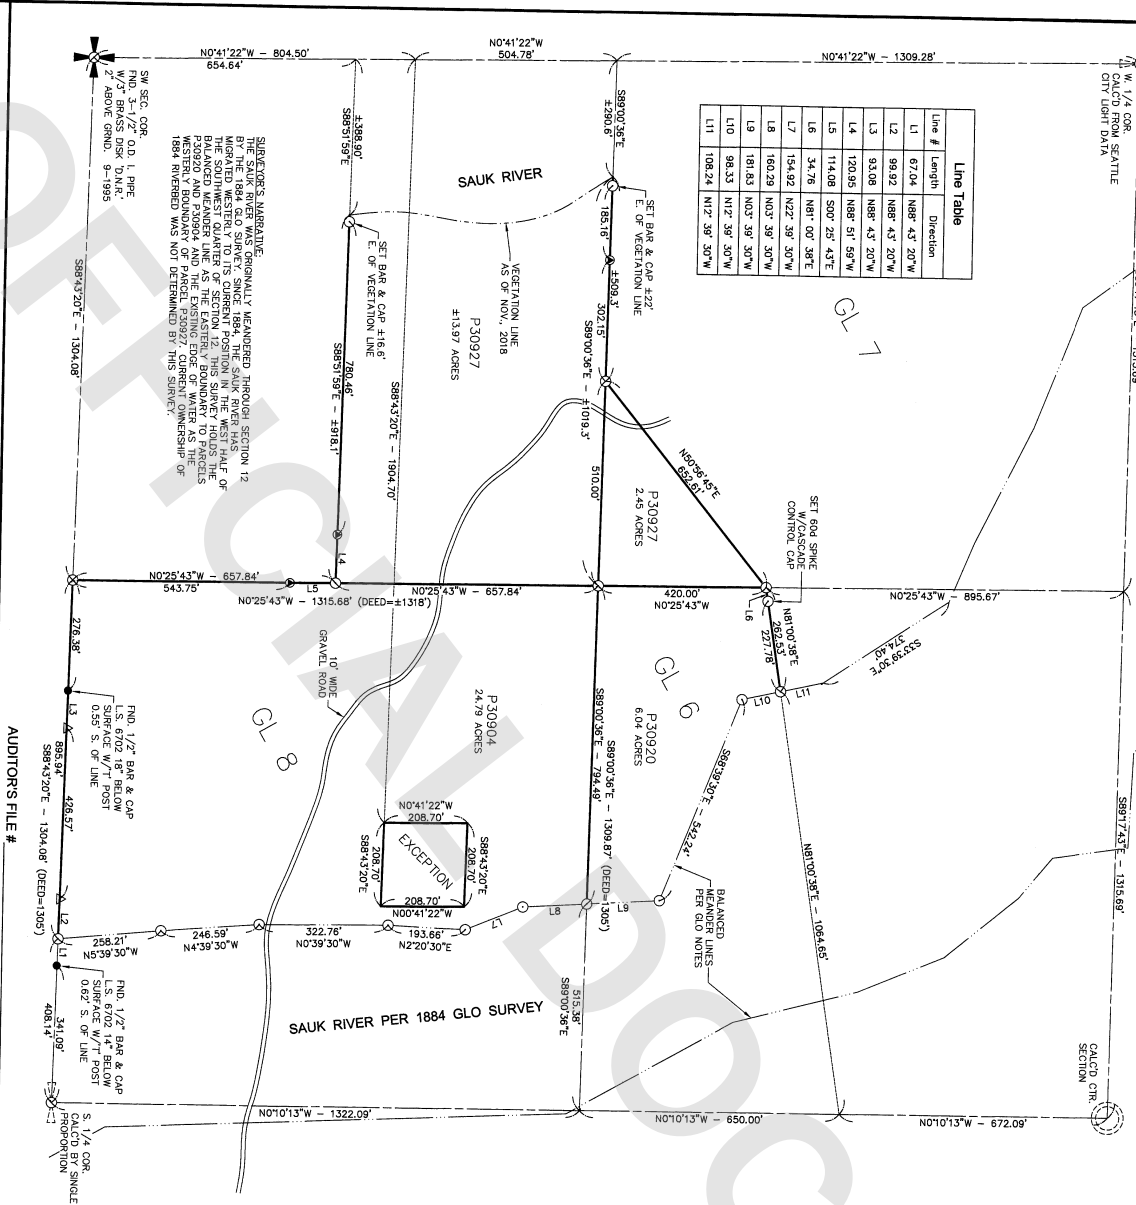 W. 1/4 COR.
CALC'D FROM SEATTLE
CITY LIGHT DATA
N0°41'22"W - 1309.28'
N0°41'22"W
504.78'
N0°41'22"W - 804.50'
654.64'
SW SEC. COR.
FND. 3-1/2" O.D. I. PIPE
W/3" BRASS DISK 'D.N.R.'
2" ABOVE GRND. 9-1995
Line Table
Line # Length Direction
L1 67.04 N88° 43' 20"W
L2 99.92 N88° 43' 20"W
L3 93.08 N88° 43' 20"W
L4 120.95 N88° 51' 59"W
L5 114.08 S00° 25' 43"E
L6 34.76 N81° 00' 38"E
L7 154.92 N22° 39' 30"W
L8 160.29 N03° 39' 30"W
L9 181.83 N03° 39' 30"W
L10 98.33 N12° 39' 30"W
L11 108.24 N12° 39' 30"W
S89°00'36"E
±290.6'
SAUK RIVER
±388.90'
S88°51'59"E
SURVEYOR'S NARRATIVE:
THE SAUK RIVER WAS ORIGINALLY MEANDERED THROUGH SECTION 12
BY THE 1884 GLO SURVEY. SINCE 1884, THE SAUK RIVER HAS
MIGRATED WESTERLY TO ITS CURRENT POSITION IN THE WEST HALF OF
THE SOUTHWEST QUARTER OF SECTION 12. THIS SURVEY HOLDS THE
BALANCED MEANDER LINE AS THE EASTERLY BOUNDARY TO PARCELS
P30920 AND P30904 AND THE EXISTING EDGE OF WATER AS THE
WESTERLY BOUNDARY OF PARCEL P30927. CURRENT OWNERSHIP OF
1884 RIVERBED WAS NOT DETERMINED BY THIS SURVEY.
SET BAR & CAP ±22'
E. OF VEGETATION LINE
185.16'
±509.3'
302.15'
S89°00'36"E - ±1019.3'
510.00'
SET BAR & CAP ±16.6'
E. OF VEGETATION LINE
VEGETATION LINE
AS OF NOV., 2018
P30927
±13.97 ACRES
780.46'
S88°51'59"E - ±918.1'
S88°43'20"E - 1904.70'
S88°43'20"E - 1304.08'
GL 7
N50°56'45"E
652.61'
P30927
2.45 ACRES
SET 60d SPIKE
W/CASCADE
CONTROL CAP
L4
L5
L6
N0°25'43"W - 895.67'
420.00'
N0°25'43"W
N0°25'43"W - 657.84'
N0°25'43"W - 657.84'
543.75'
N0°25'43"W - 1315.68' (DEED=±1318')
N81°00'38"E
262.53'
227.78'
S33°39'30"E
374.40'
L11
L10
GL 6
P30920
6.04 ACRES
S89°00'36"E - 1309.87' (DEED=1305')
S89°00'36"E - 794.49'
S68°39'30"E - 542.24'
N81°00'38"E - 1064.65'
S89°17'43"E - 1315.69'
10' WIDE
GRAVEL ROAD
P30904
24.79 ACRES
GL 8
276.38'
L3
FND. 1/2" BAR & CAP
L.S. 6702 18" BELOW
SURFACE W/'T' POST
0.55' S. OF LINE
895.94'
426.57'
S88°43'20"E - 1304.08' (DEED=1305')
N0°41'22"W
208.70'
S88°43'20"E
208.70'
EXCEPTION
208.70'
S88°43'20"E
208.70'
N00°41'22"W
L2
L1
L7
L8
L9
BALANCED
MEANDER LINES
PER GLO NOTES
258.21'
N5°39'30"W
246.59'
N4°39'30"W
322.76'
N0°39'30"W
193.66'
N2°20'30"E
FND. 1/2" BAR & CAP
L.S. 6702 14" BELOW
SURFACE W/'T' POST
0.62' S. OF LINE
341.09'
408.14'
515.38'
S89°00'36"E
SAUK RIVER PER 1884 GLO SURVEY
N0°10'13"W - 1322.09'
N0°10'13"W - 650.00'
N0°10'13"W - 672.09'
CALC'D CTR.
SECTION
S. 1/4 COR.
CALC'D BY SINGLE
PROPORTION
AUDITOR'S FILE #
OFFICIAL DOC